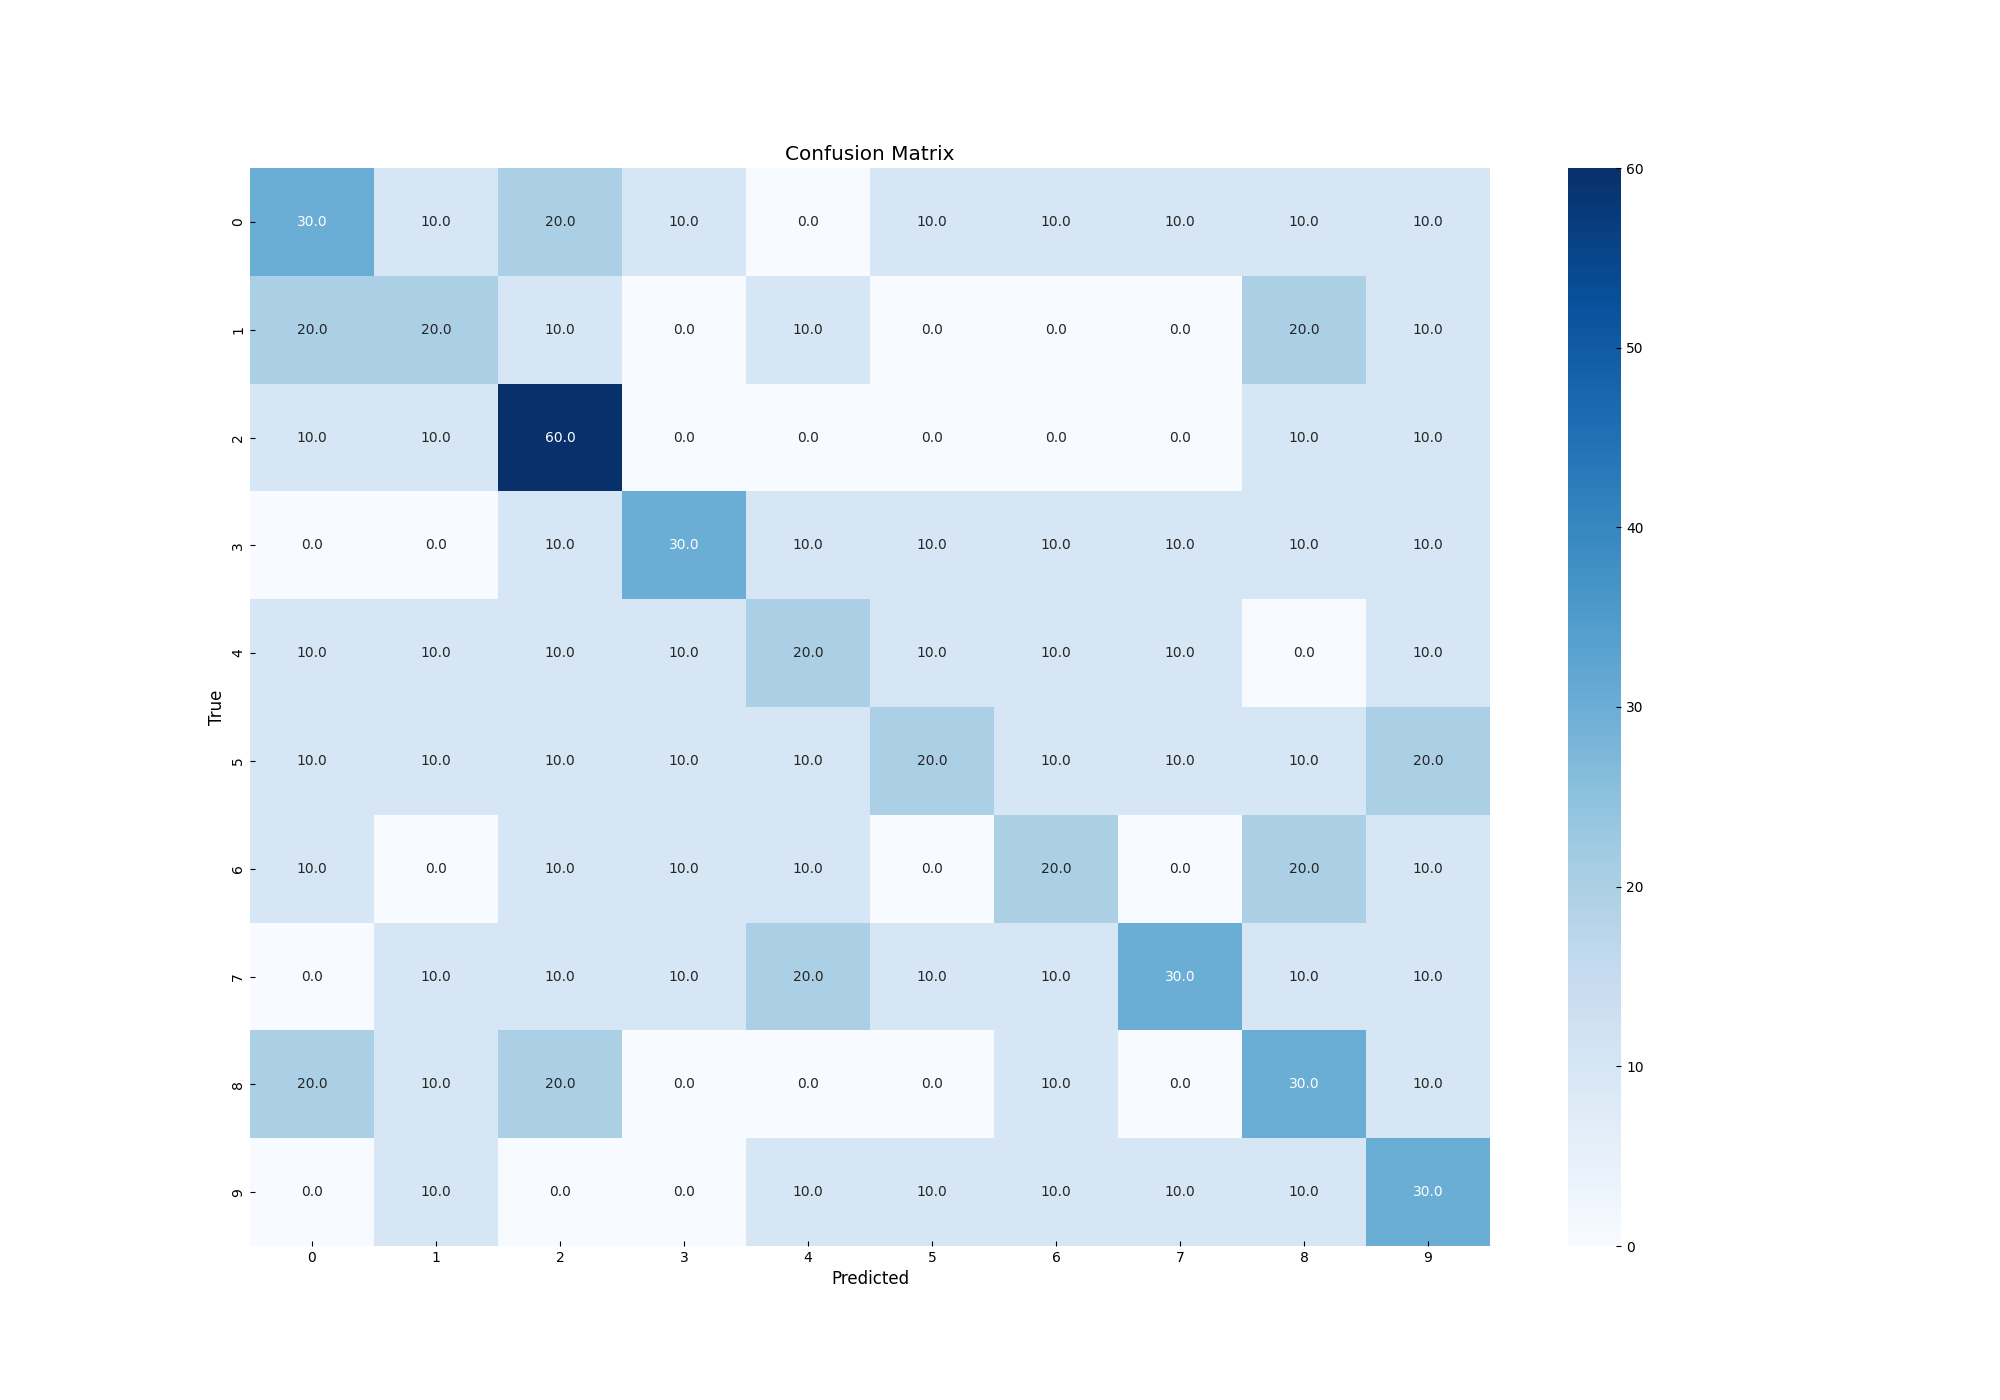 Confusion Matrix
0 30.0 10.0 20.0 10.0 0.0 10.0 10.0 10.0 10.0 10.0
1 20.0 20.0 10.0 0.0 10.0 0.0 0.0 0.0 20.0 10.0
2 10.0 10.0 60.0 0.0 0.0 0.0 0.0 0.0 10.0 10.0
3 0.0 0.0 10.0 30.0 10.0 10.0 10.0 10.0 10.0 10.0
4 10.0 10.0 10.0 10.0 20.0 10.0 10.0 10.0 0.0 10.0
True
5 10.0 10.0 10.0 10.0 10.0 20.0 10.0 10.0 10.0 20.0
6 10.0 0.0 10.0 10.0 10.0 0.0 20.0 0.0 20.0 10.0
7 0.0 10.0 10.0 10.0 20.0 10.0 10.0 30.0 10.0 10.0
8 20.0 10.0 20.0 0.0 0.0 0.0 10.0 0.0 30.0 10.0
9 0.0 10.0 0.0 0.0 10.0 10.0 10.0 10.0 10.0 30.0
0 1 2 3 4 5 6 7 8 9
Predicted
60
50
40
30
20
10
0